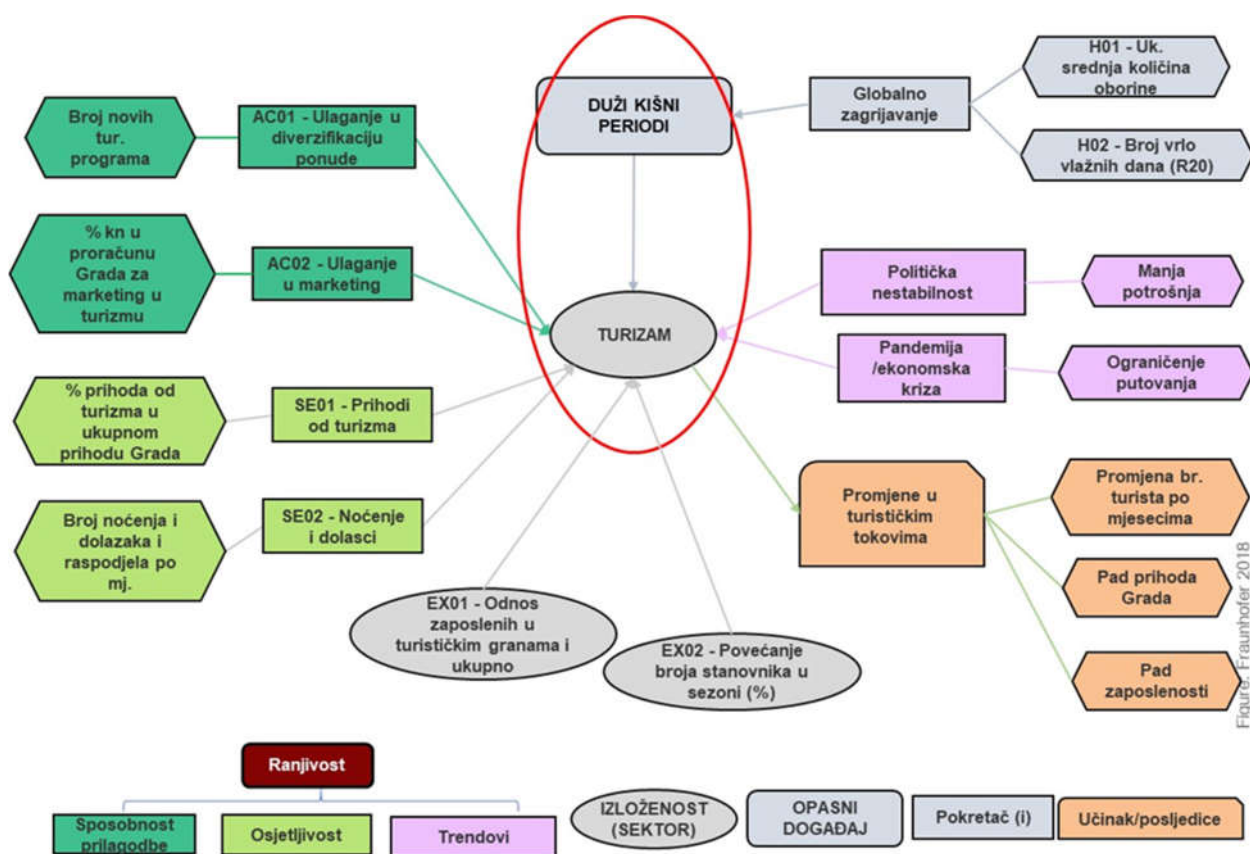 DUŽI KIŠNI
PERIODI
Globalno
zagrijavanje
H01 - Uk.
srednja količina
oborine
H02 - Broj vrlo
vlažnih dana (R20)
Broj novih
tur.
programa
AC01 - Ulaganje u
diverzifikaciju
ponude
% kn u
proračunu
Grada za
marketing u
turizmu
AC02 - Ulaganje
u marketing
TURIZAM
Politička
nestabilnost
Manja
potrošnja
Pandemija
/ekonomska
kriza
Ograničenje
putovanja
% prihoda od
turizma u
ukupnom
prihodu Grada
SE01 - Prihodi
od turizma
Broj noćenja i
dolazaka i
raspodjela po
mj.
SE02 - Noćenje
i dolasci
Promjene u
turističkim
tokovima
Promjena br.
turista po
mjesecima
Pad prihoda
Grada
Pad
zaposlenosti
EX01 - Odnos
zaposlenih u
turističkim granama i
ukupno
EX02 - Povećanje
broja stanovnika u
sezoni (%)
Figure: Fraunhofer 2018
Ranjivost
Sposobnost
prilagodbe
Osjetljivost
Trendovi
IZLOŽENOST
(SEKTOR)
OPASNI
DOGAĐAJ
Pokretač (i)
Učinak/posljedice